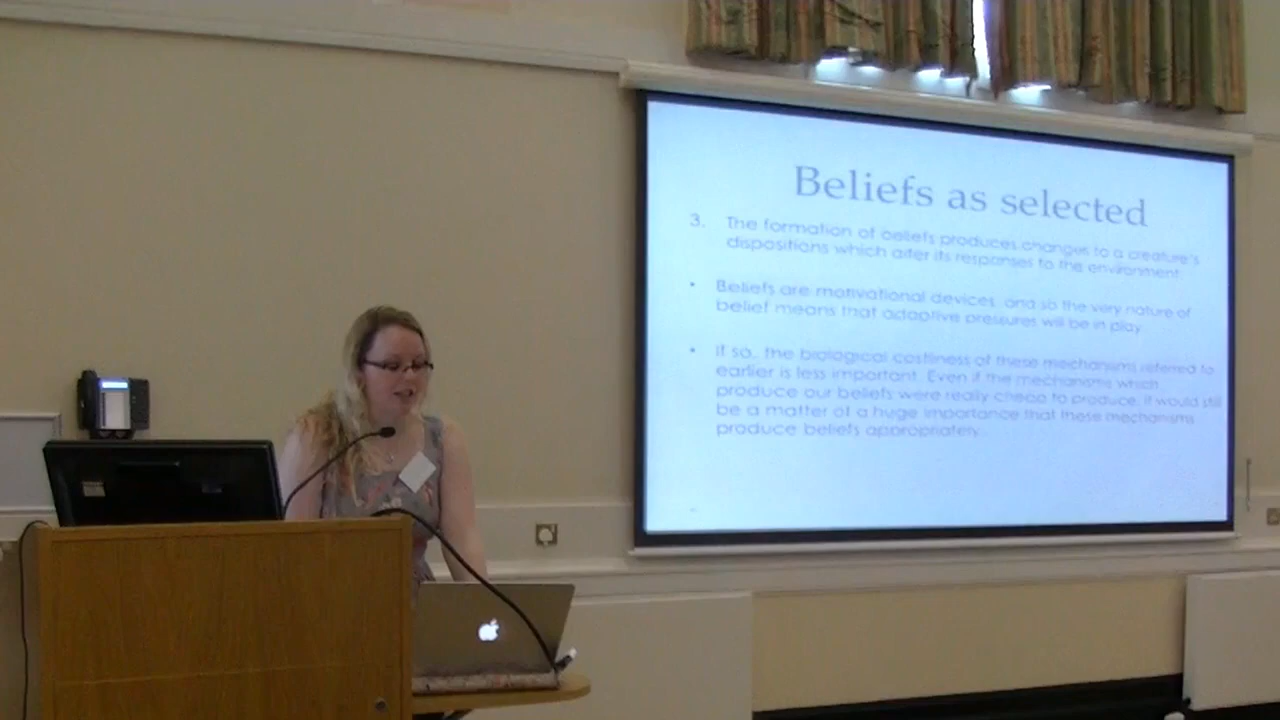 Beliefs as selected
3. The formation of beliefs produces changes to a creature's
dispositions which alter its responses to the environment
• Beliefs are motivational devices, and so the very nature of
belief means that adaptive pressures will be in play.
• If so, the biological costliness of these mechanisms referred to
earlier is less important. Even if the mechanisms which
produce our beliefs were really cheap to produce, it would still
be a matter of a huge importance that these mechanisms
produce beliefs appropriately.